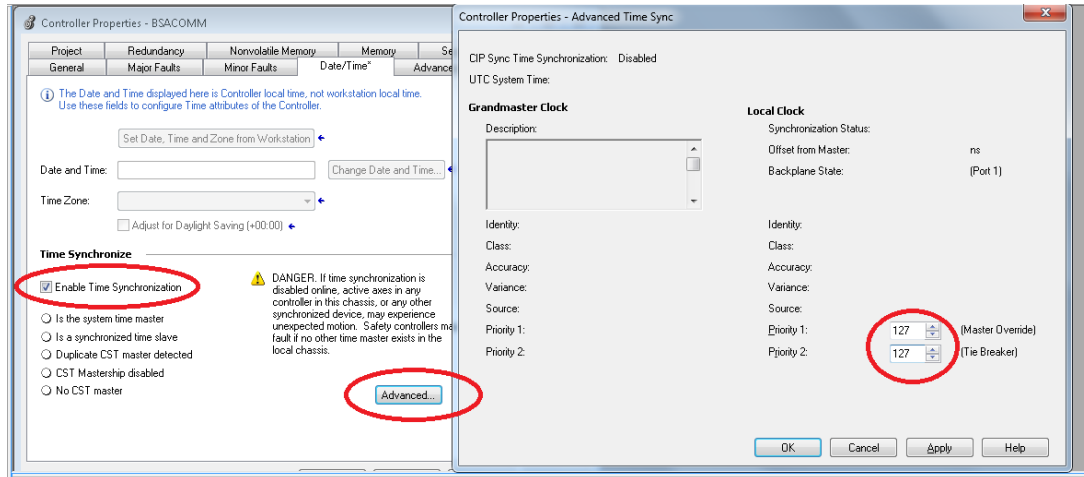 Controller Properties - BSACOMM
Project
Redundancy
Nonvolatile Memory
Memory
Se
General
Major Faults
Minor Faults
Date/Time*
Advance
The Date and Time displayed here is Controller local time, not workstation local time.
Use these fields to configure Time attributes of the Controller.
Set Date, Time and Zone from Workstation
Date and Time:
Change Date and Time...
Time Zone:
Adjust for Daylight Saving (+00:00)
Time Synchronize
Enable Time Synchronization
Is the system time master
Is a synchronized time slave
Duplicate CST master detected
CST Mastership disabled
No CST master
DANGER. If time synchronization is
disabled online, active axes in any
controller in this chassis, or any other
synchronized device, may experience
unexpected motion. Safety controllers ma
fault if no other time master exists in the
local chassis.
Advanced...
Controller Properties - Advanced Time Sync
CIP Sync Time Synchronization: Disabled
UTC System Time:
Grandmaster Clock
Description:
Identity:
Class:
Accuracy:
Variance:
Source:
Priority 1:
Priority 2:
Local Clock
Synchronization Status:
Offset from Master: ns
Backplane State: (Port 1)
Identity:
Class:
Accuracy:
Variance:
Source:
Priority 1: 127 (Master Override)
Priority 2: 127 (Tie Breaker)
OK
Cancel
Apply
Help